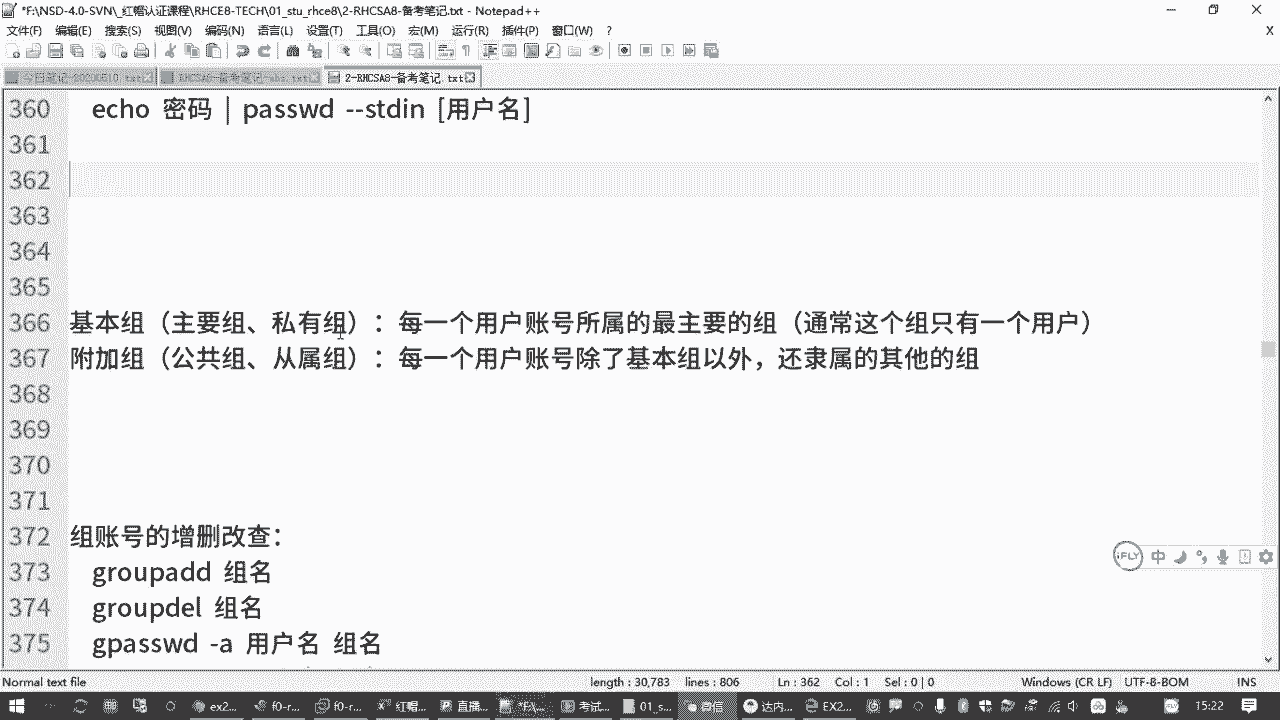 *F:\NSD-4.0-SVN\_红帽认证课程\RHCE8-TECH\01_stu_rhce8\2-RHCSA8-备考笔记.txt - Notepad++
文件(F) 编辑(E) 搜索(S) 视图(V) 编码(N) 语言(L) 设置(T) 工具(O) 宏(M) 运行(R) 插件(P) 窗口(W) ? X
2-RHCSA8-备考笔记.txt
360 echo 密码 | passwd --stdin [用户名]
361
362
363
364
365
366 基本组（主要组、私有组）：每一个用户账号所属的最主要的组（通常这个组只有一个用户）
367 附加组（公共组、从属组）：每一个用户账号除了基本组以外，还隶属的其他的组
368
369
370
371
372 组账号的增删改查：
373 groupadd 组名
374 groupdel 组名
375 gpasswd -a 用户名 组名
iFLY 中
Normal text file length : 30,783 lines : 806 Ln : 362 Col : 1 Sel : 0 | 0 Windows (CR LF) UTF-8-BOM INS
ex2... f0-r... f0-r... 红帽... 直播... 考试... 01_s... 微信 达内... EX2... 15:22